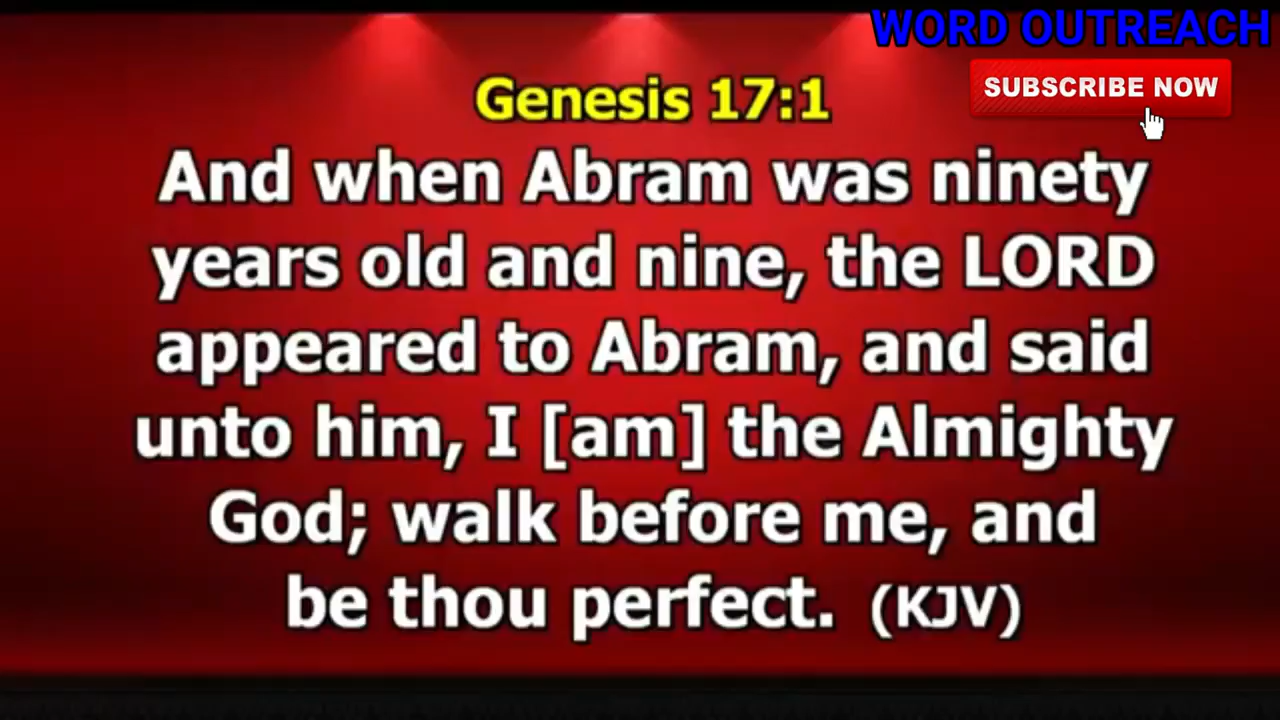 WORD OUTREACH
SUBSCRIBE NOW
Genesis 17:1
And when Abram was ninety
years old and nine, the LORD
appeared to Abram, and said
unto him, I [am] the Almighty
God; walk before me, and
be thou perfect. (KJV)